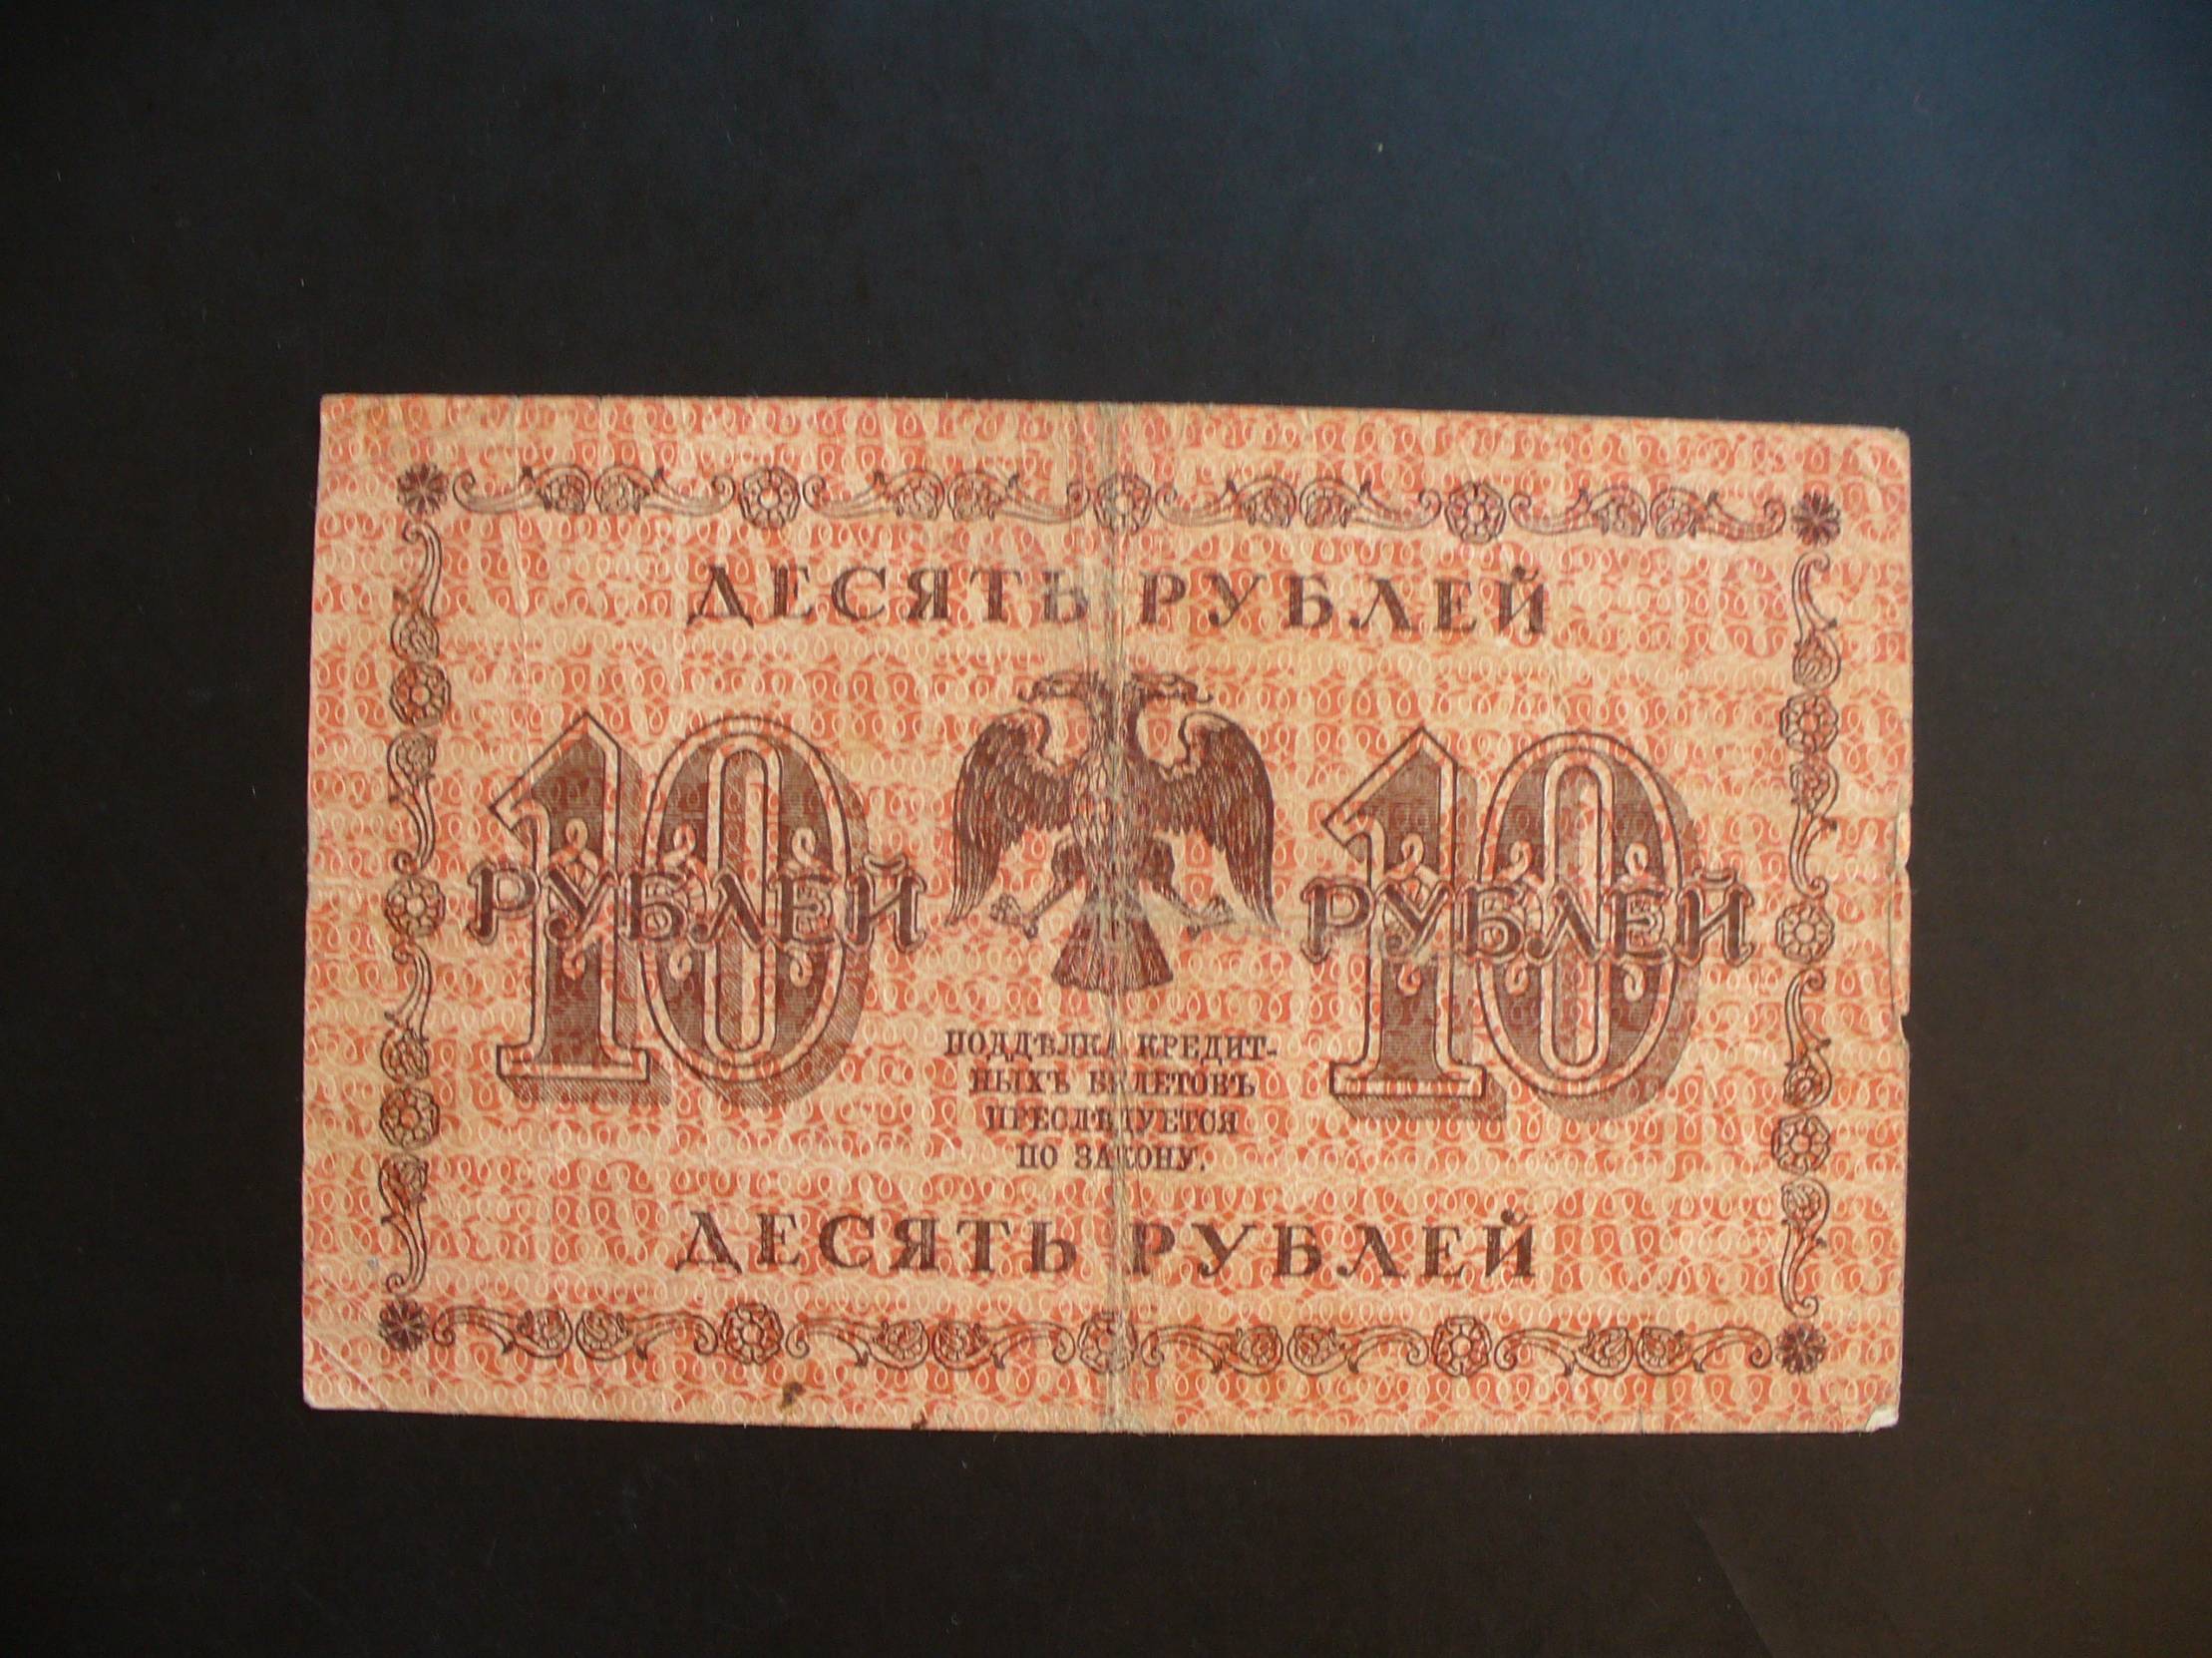 ДЕСЯТЬ РУБЛЕЙ
10 10
РУБЛЕЙ РУБЛЕЙ
ПОДДѢЛКА КРЕДИТ-
НЫХЪ БИЛЕТОВЪ
ПРЕСЛѢДУЕТСЯ
ПО ЗАКОНУ.
ДЕСЯТЬ РУБЛЕЙ